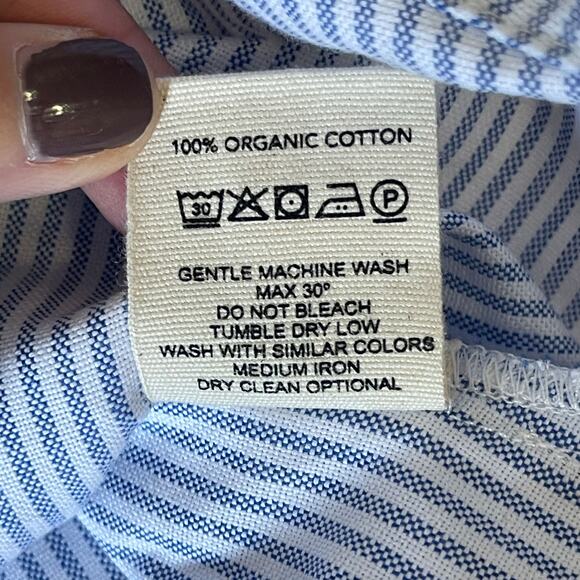 100% ORGANIC COTTON
30 P
GENTLE MACHINE WASH
MAX 30°
DO NOT BLEACH
TUMBLE DRY LOW
WASH WITH SIMILAR COLORS
MEDIUM IRON
DRY CLEAN OPTIONAL